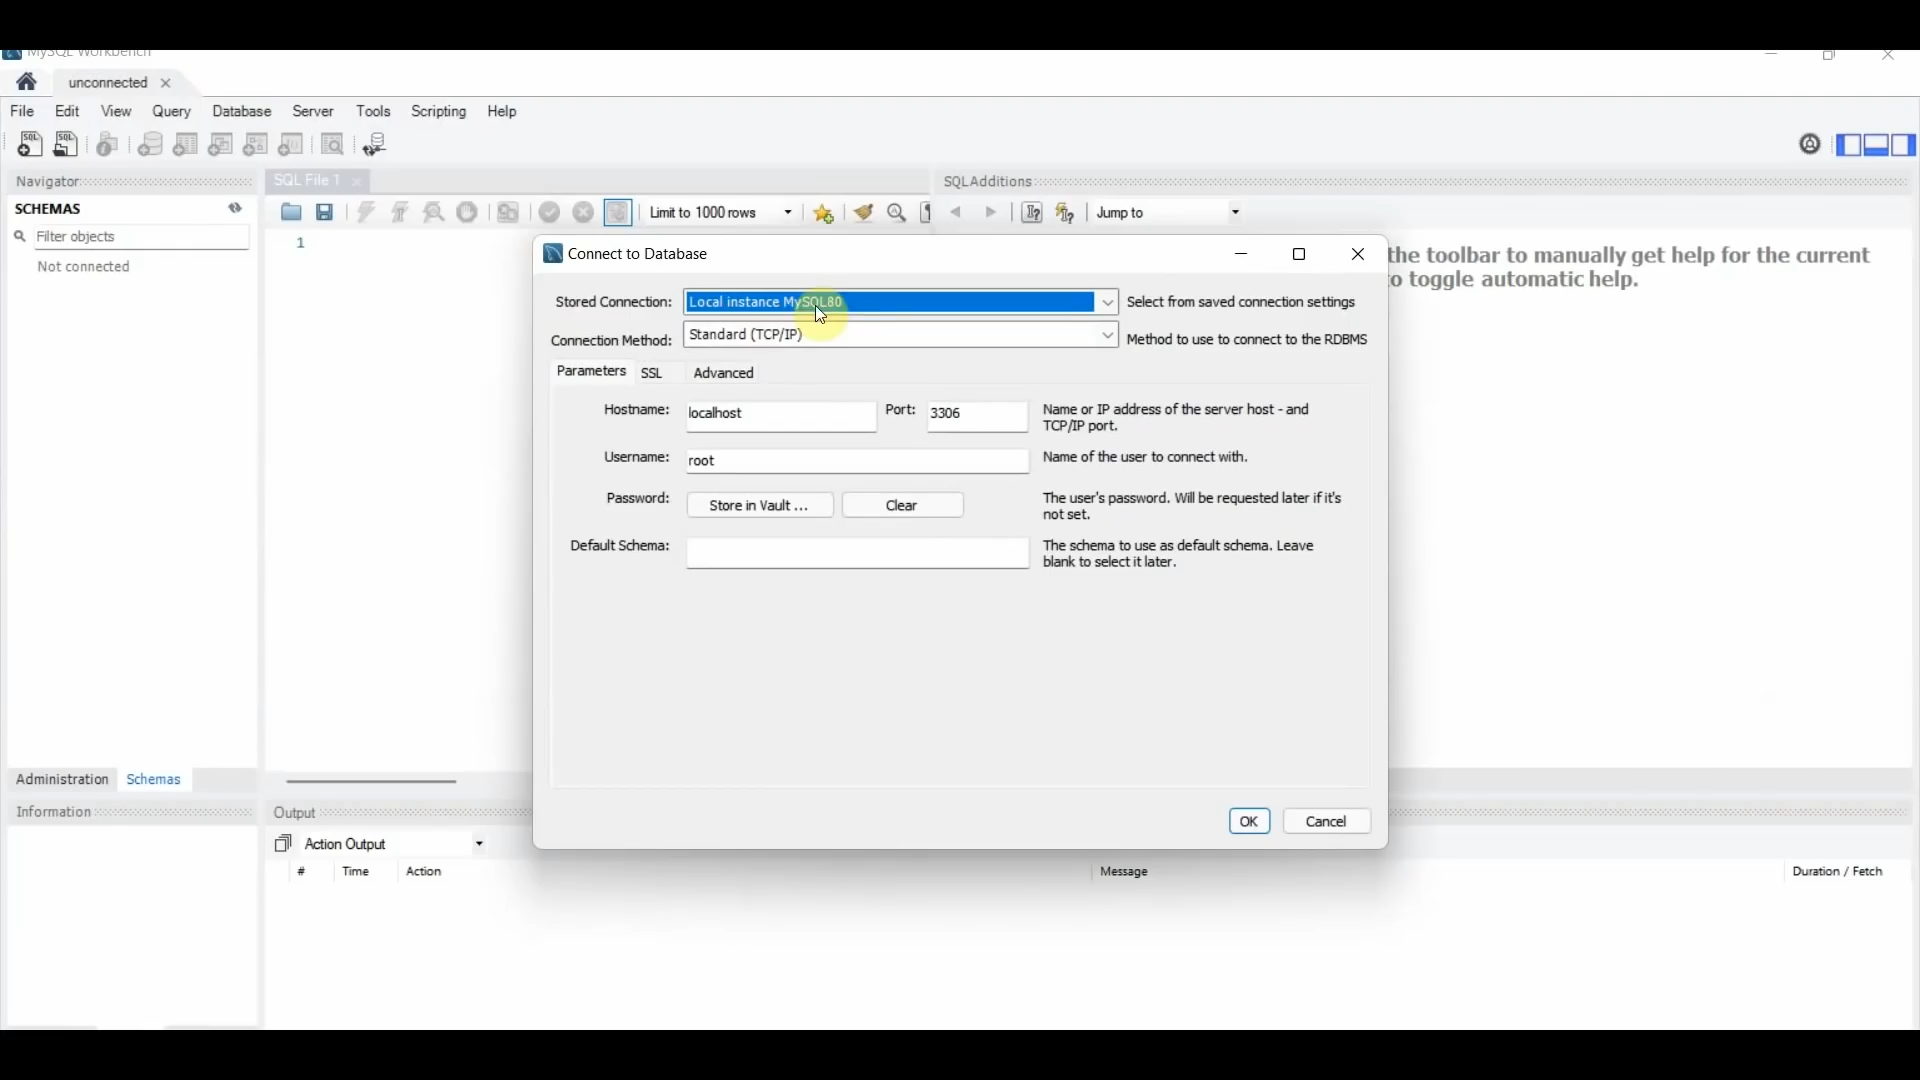 MySQL Workbench
unconnected
File Edit View Query Database Server Tools Scripting Help
Navigator
SCHEMAS
Filter objects
Not connected
SQL File 1
Limit to 1000 rows
1
SQLAdditions
Jump to
the toolbar to manually get help for the current
to toggle automatic help.
Connect to Database
Stored Connection: Local instance MySQL80 Select from saved connection settings
Connection Method: Standard (TCP/IP) Method to use to connect to the RDBMS
Parameters SSL Advanced
Hostname: localhost Port: 3306 Name or IP address of the server host - and
TCP/IP port.
Username: root Name of the user to connect with.
Password: Store in Vault ... Clear The user's password. Will be requested later if it's
not set.
Default Schema: The schema to use as default schema. Leave
blank to select it later.
OK Cancel
Administration Schemas
Information
Output
Action Output
# Time Action Message Duration / Fetch